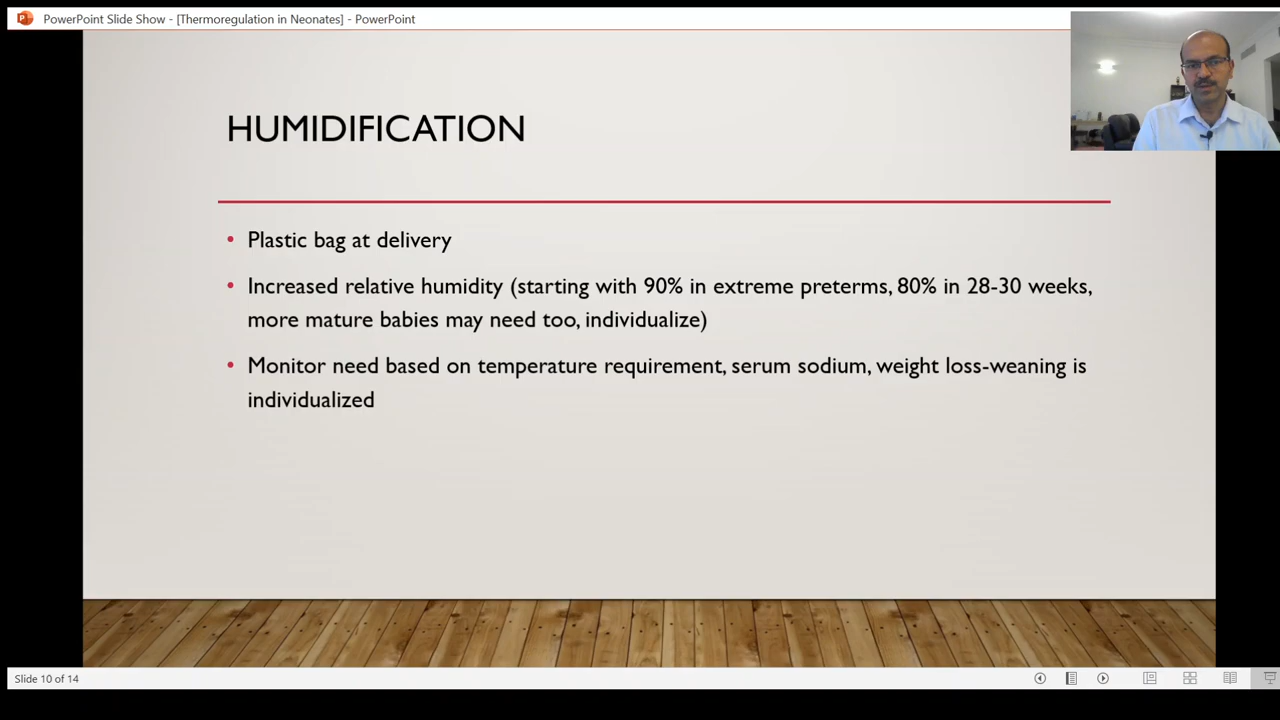 PowerPoint Slide Show - [Thermoregulation in Neonates] - PowerPoint
HUMIDIFICATION
• Plastic bag at delivery
• Increased relative humidity (starting with 90% in extreme preterms, 80% in 28-30 weeks,
more mature babies may need too, individualize)
• Monitor need based on temperature requirement, serum sodium, weight loss-weaning is
individualized
Slide 10 of 14